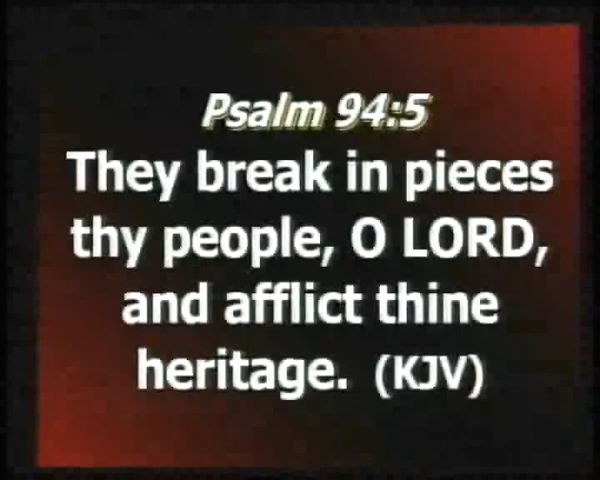 Psalm 94:5
They break in pieces
thy people, O LORD,
and afflict thine
heritage. (KJV)